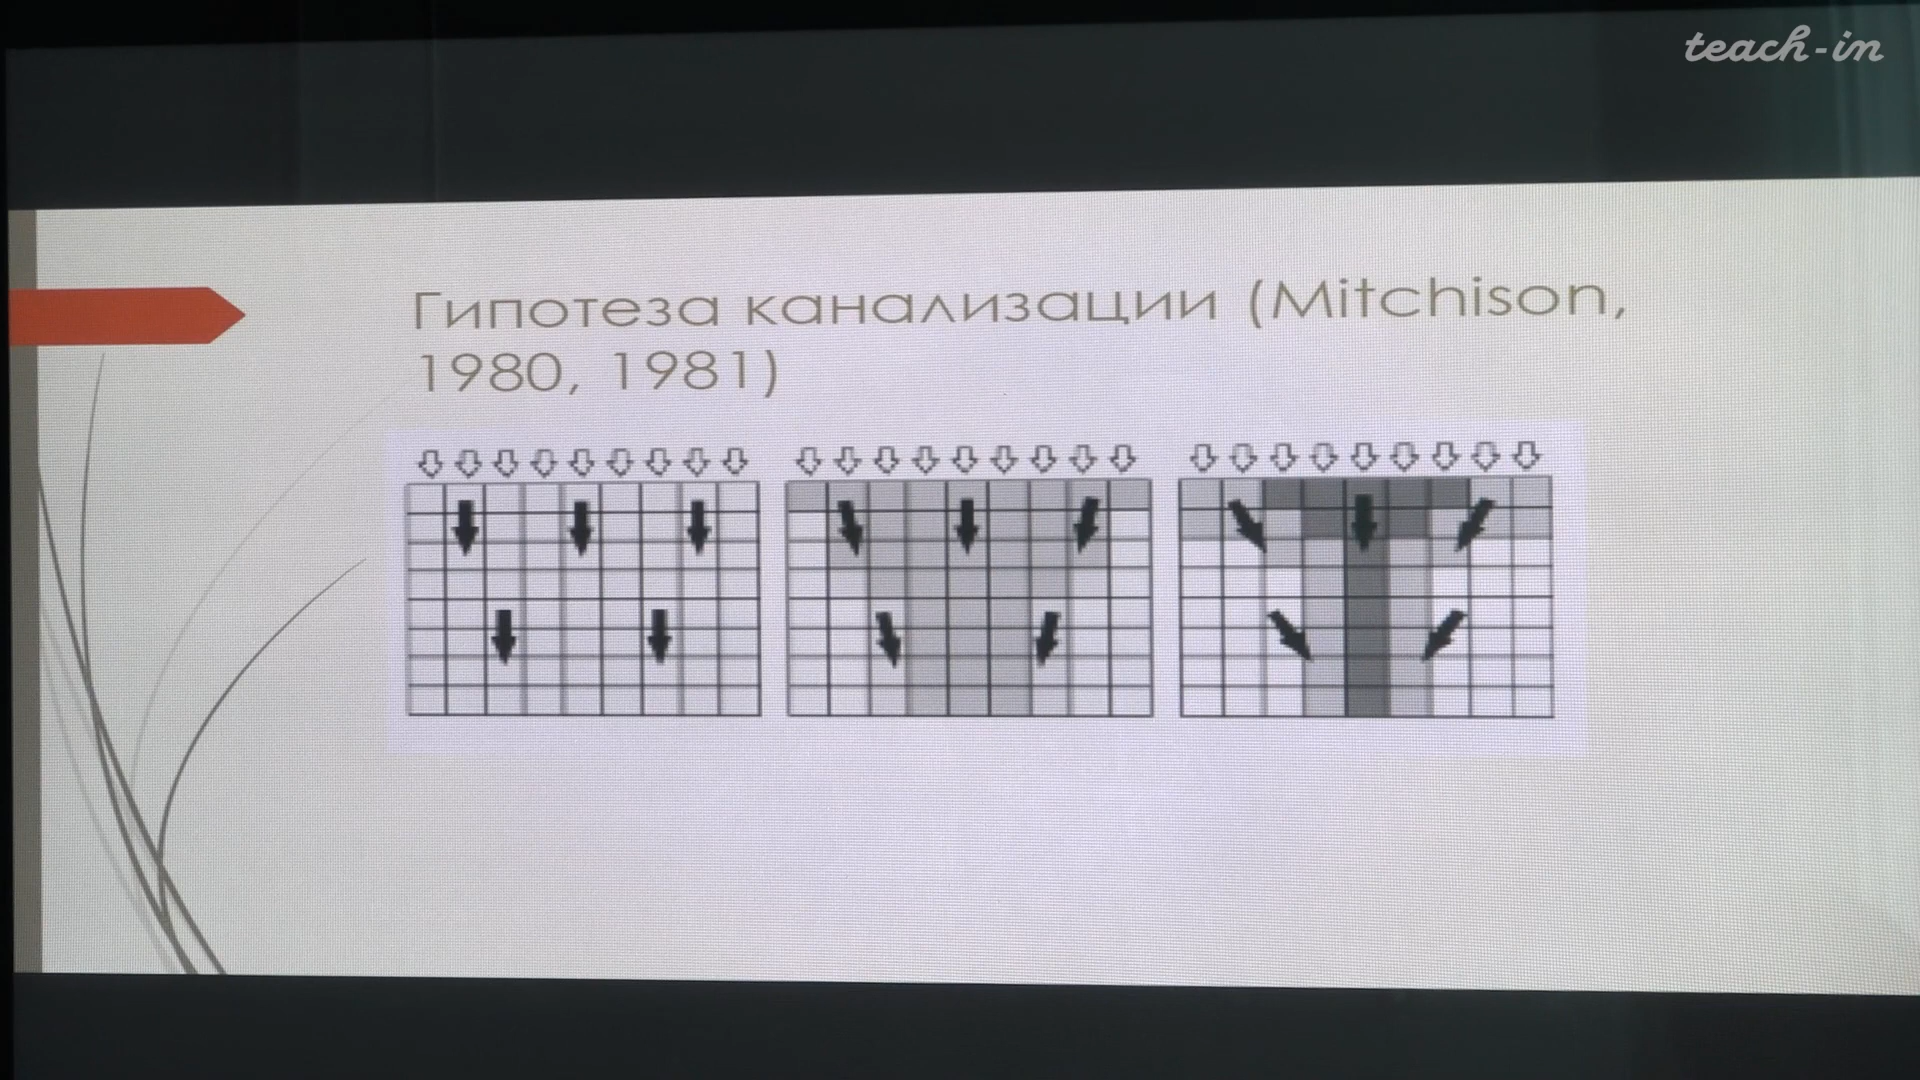 teach-in
Гипотеза канализации (Mitchison,
1980, 1981)